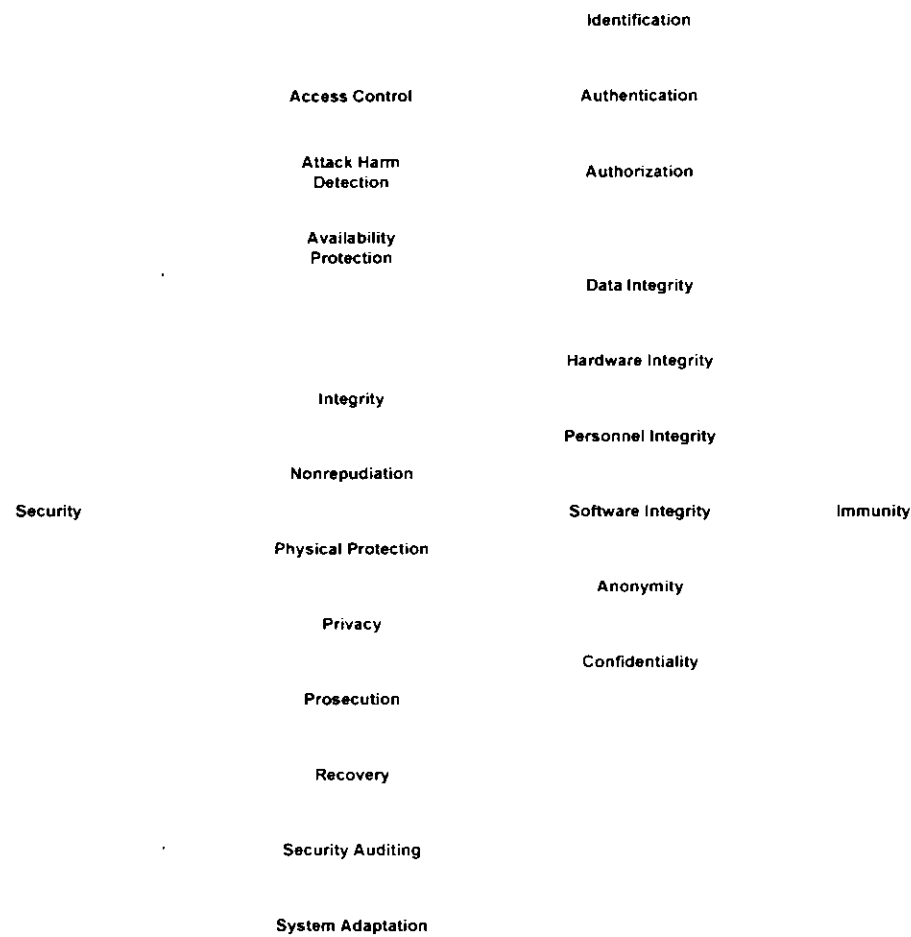 Identification
Access Control
Authentication
Attack Harm
Detection
Authorization
Availability
Protection
Data Integrity
Hardware Integrity
Integrity
Personnel Integrity
Nonrepudiation
Security
Software Integrity
Immunity
Physical Protection
Anonymity
Privacy
Confidentiality
Prosecution
Recovery
Security Auditing
System Adaptation